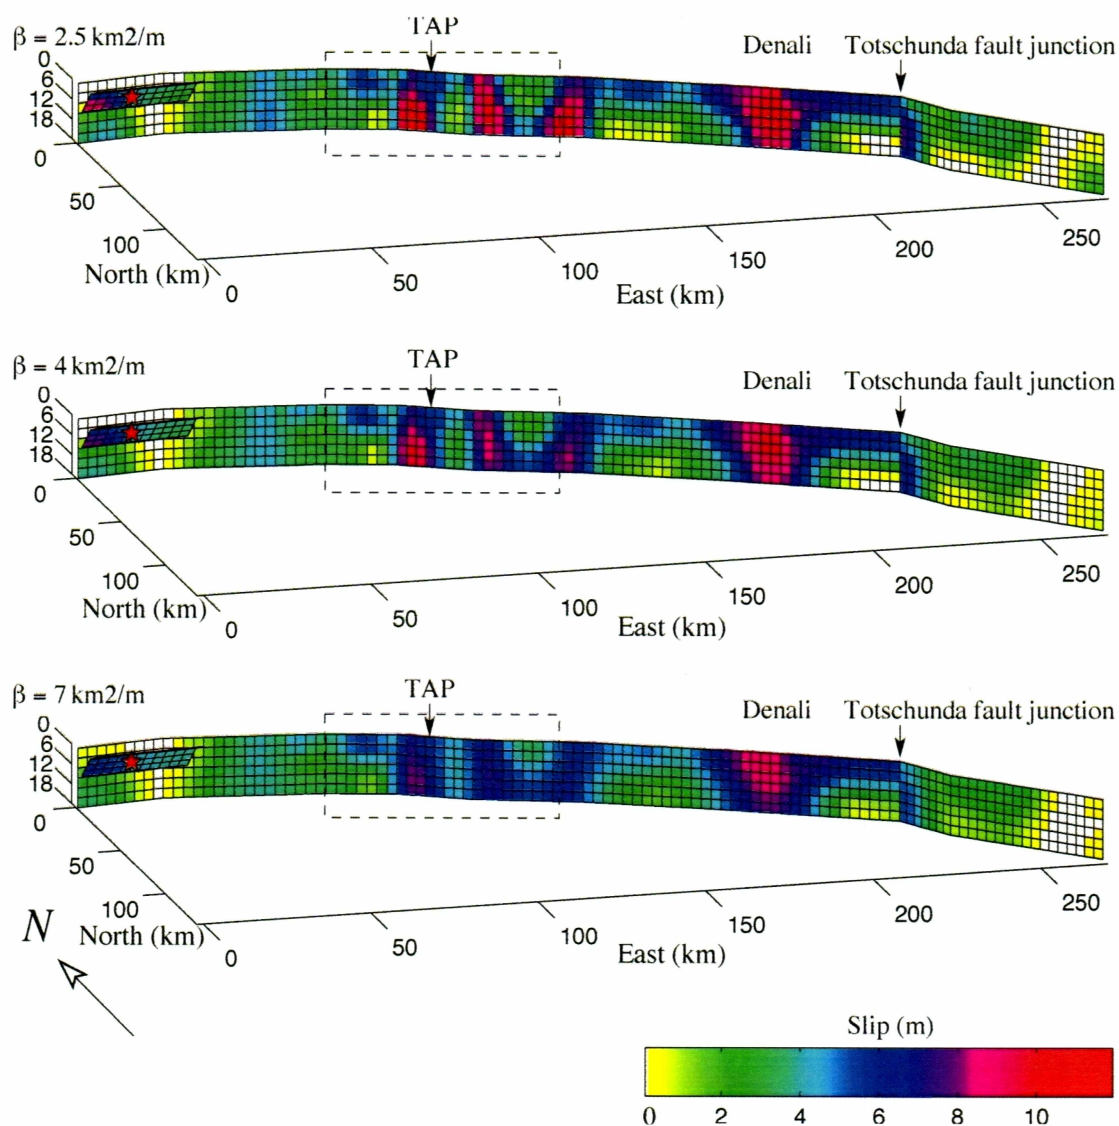 TAP
β = 2.5 km2/m
Denali Totschunda fault junction
0
6
12
18
0
50
100
North (km)
0
50
100
150
200
250
East (km)
β = 4 km2/m
TAP
Denali Totschunda fault junction
0
6
12
18
0
50
100
North (km)
0
50
100
150
200
250
East (km)
β = 7 km2/m
TAP
Denali Totschunda fault junction
0
6
12
18
0
50
100
North (km)
0
50
100
150
200
250
East (km)
N
Slip (m)
0 2 4 6 8 10